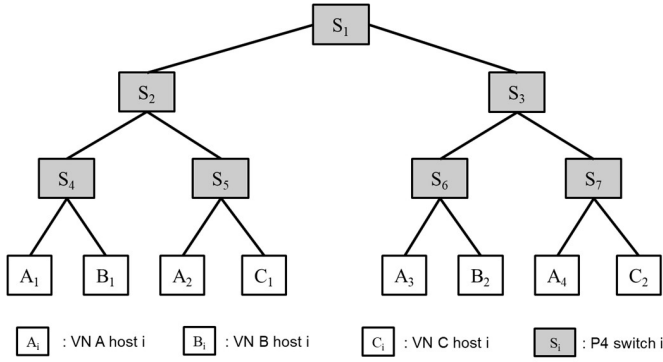 S₁
S₂ S₃
S₄ S₅ S₆ S₇
A₁ B₁ A₂ C₁ A₃ B₂ A₄ C₂
Aᵢ : VN A host i Bᵢ : VN B host i Cᵢ : VN C host i Sᵢ : P4 switch i